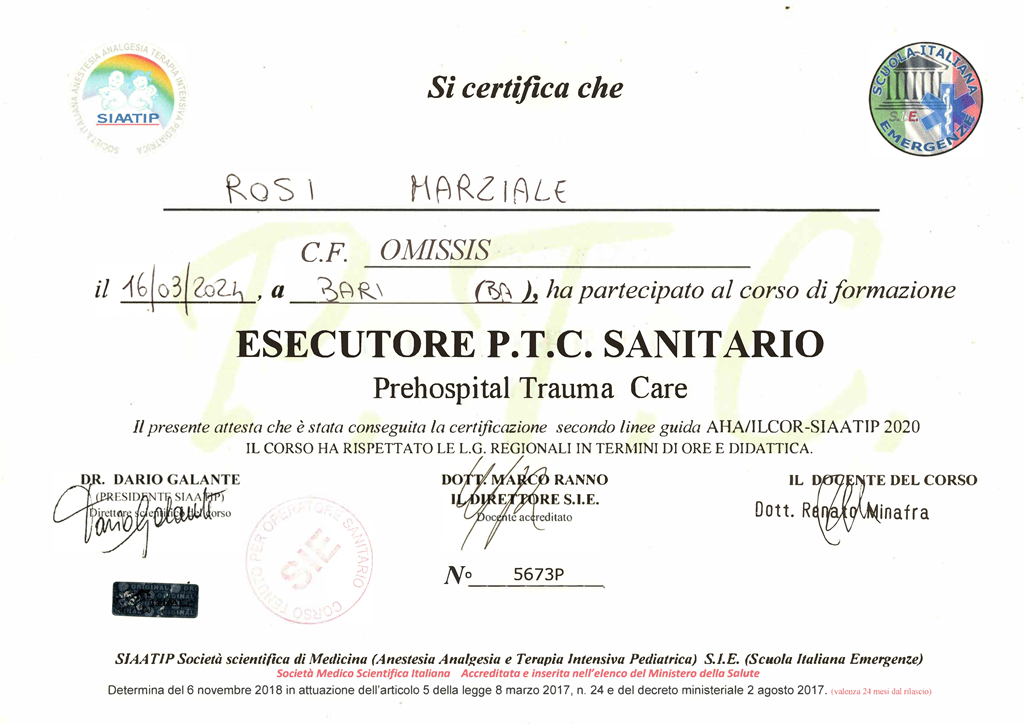 SOCIETÀ ITALIANA ANESTESIA ANALGESIA TERAPIA INTENSIVA PEDIATRICA
SIAATIP
SCUOLA ITALIANA
S.I.E.
EMERGENZE
Si certifica che
ROSI MARZIALE
C.F. OMISSIS
il 16/03/2024, a BARI (BA), ha partecipato al corso di formazione
P.T.C.
ESECUTORE P.T.C. SANITARIO
Prehospital Trauma Care
Il presente attesta che è stata conseguita la certificazione secondo linee guida AHA/ILCOR-SIAATIP 2020
IL CORSO HA RISPETTATO LE L.G. REGIONALI IN TERMINI DI ORE E DIDATTICA.
DR. DARIO GALANTE
(PRESIDENTE SIAATIP)
Direttore scientifico del corso
Dario Galante
DOTT. MARCO RANNO
IL DIRETTORE S.I.E.
Docente accreditato
IL DOCENTE DEL CORSO
Dott. Renato Minafra
CORSO TENUTO PER OPERATORE SANITARIO
SIE
N° 5673P
ORIGINAL
SIAATIP Società scientifica di Medicina (Anestesia Analgesia e Terapia Intensiva Pediatrica) S.I.E. (Scuola Italiana Emergenze)
Società Medico Scientifica Italiana Accreditata e inserita nell'elenco del Ministero della Salute
Determina del 6 novembre 2018 in attuazione dell'articolo 5 della legge 8 marzo 2017, n. 24 e del decreto ministeriale 2 agosto 2017. (valenza 24 mesi dal rilascio)